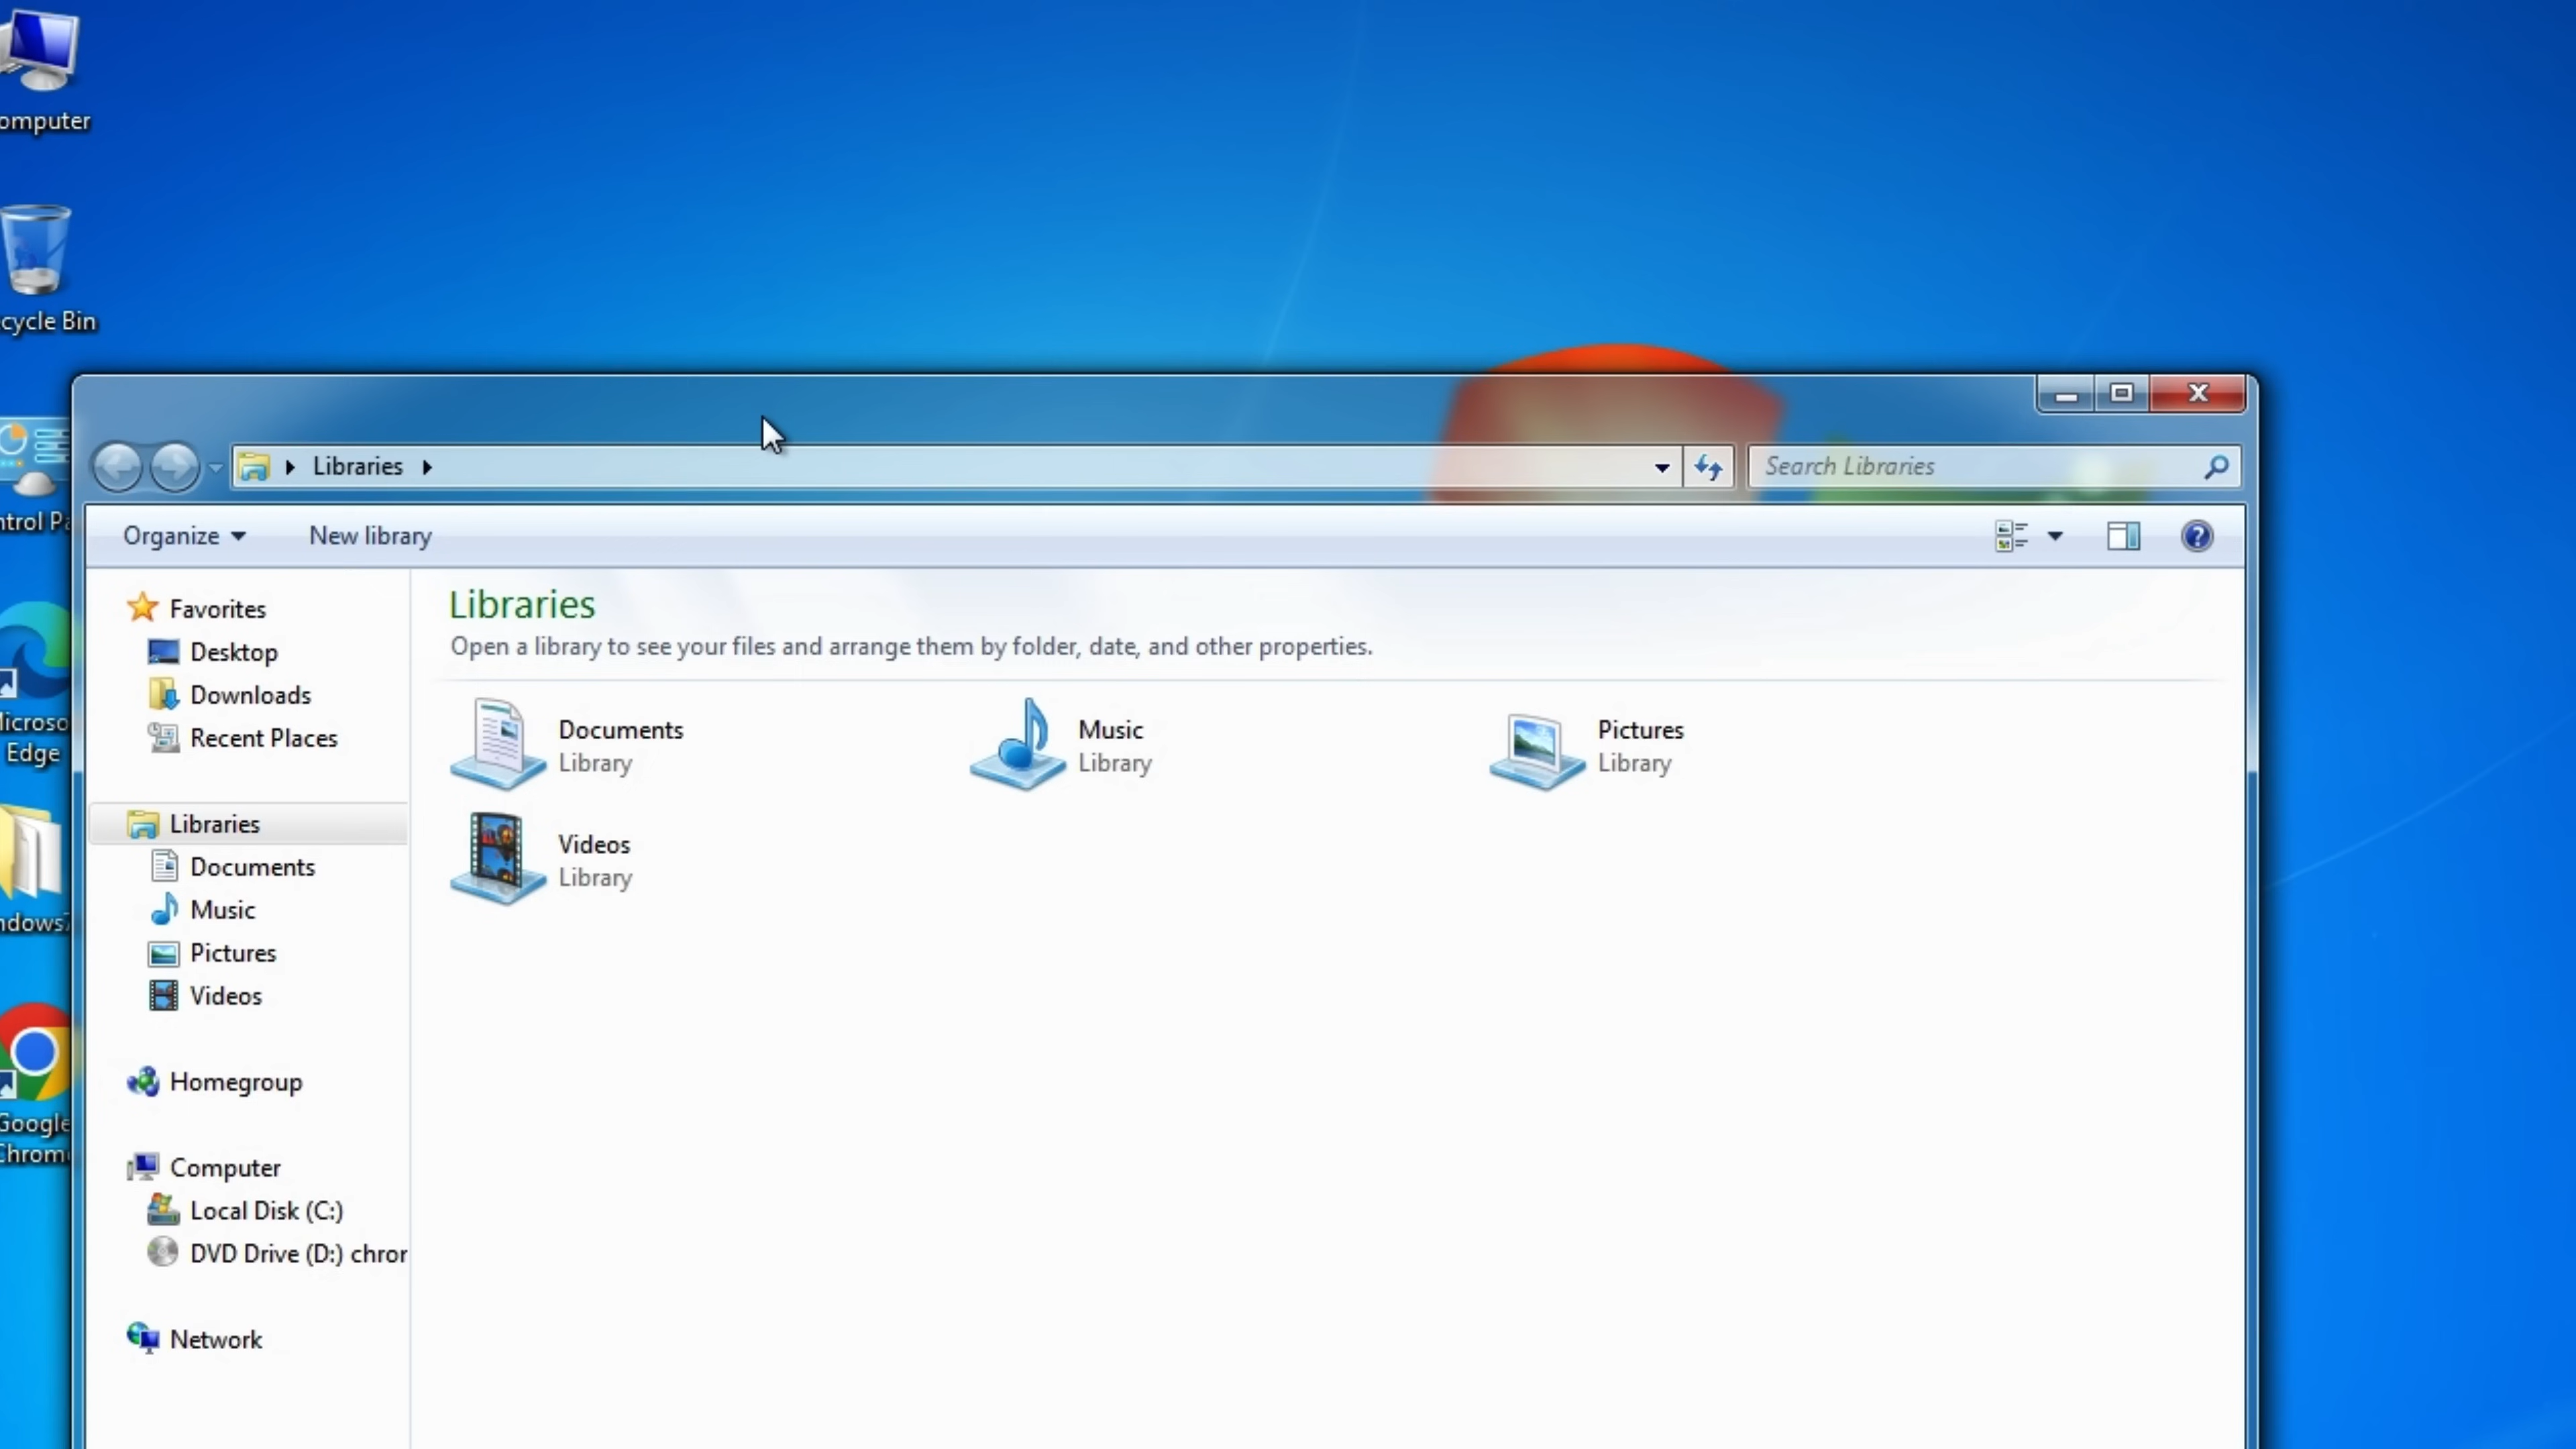 omputer
cycle Bin
ntrol Pa
Microso
Edge
ndows7
Google
Chrom
Libraries
Search Libraries
Organize
New library
Favorites
Desktop
Downloads
Recent Places
Libraries
Documents
Music
Pictures
Videos
Homegroup
Computer
Local Disk (C:)
DVD Drive (D:) chror
Network
Libraries
Open a library to see your files and arrange them by folder, date, and other properties.
Documents
Library
Music
Library
Pictures
Library
Videos
Library